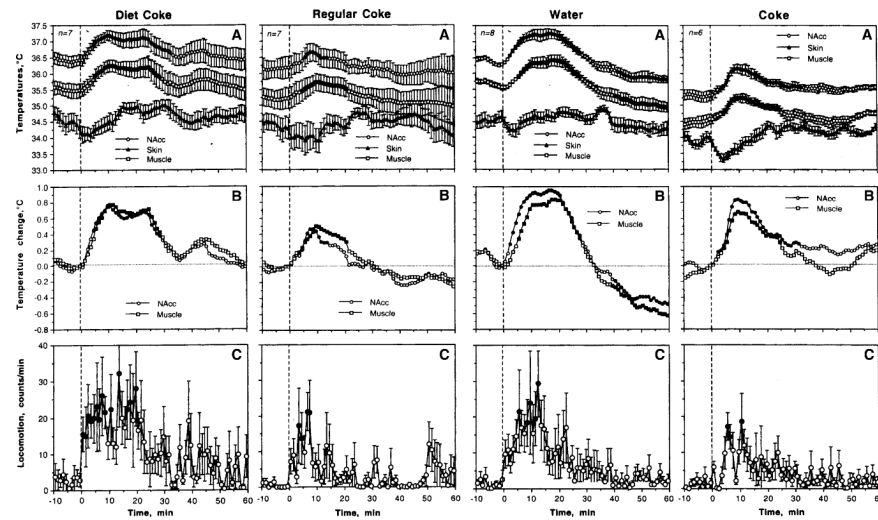 Diet Coke
Regular Coke
Water
Coke
Temperatures,°C
37.5
37.0
36.5
36.0
35.5
35.0
34.5
34.0
33.5
33.0
n=7
A
NAcc
Skin
Muscle
n=7
A
NAcc
Skin
Muscle
n=8
A
NAcc
Skin
Muscle
n=6
A
NAcc
Skin
Muscle
Temperature change,°C
1.0
0.8
0.6
0.4
0.2
0.0
-0.2
-0.4
-0.6
-0.8
B
NAcc
Muscle
B
NAcc
Muscle
B
NAcc
Muscle
B
NAcc
Muscle
Locomotion, counts/min
40
30
20
10
0
C
C
C
C
-10 0 10 20 30 40 50 60
-10 0 10 20 30 40 50 60
-10 0 10 20 30 40 50 60
-10 0 10 20 30 40 50 60
Time, min
Time, min
Time, min
Time, min